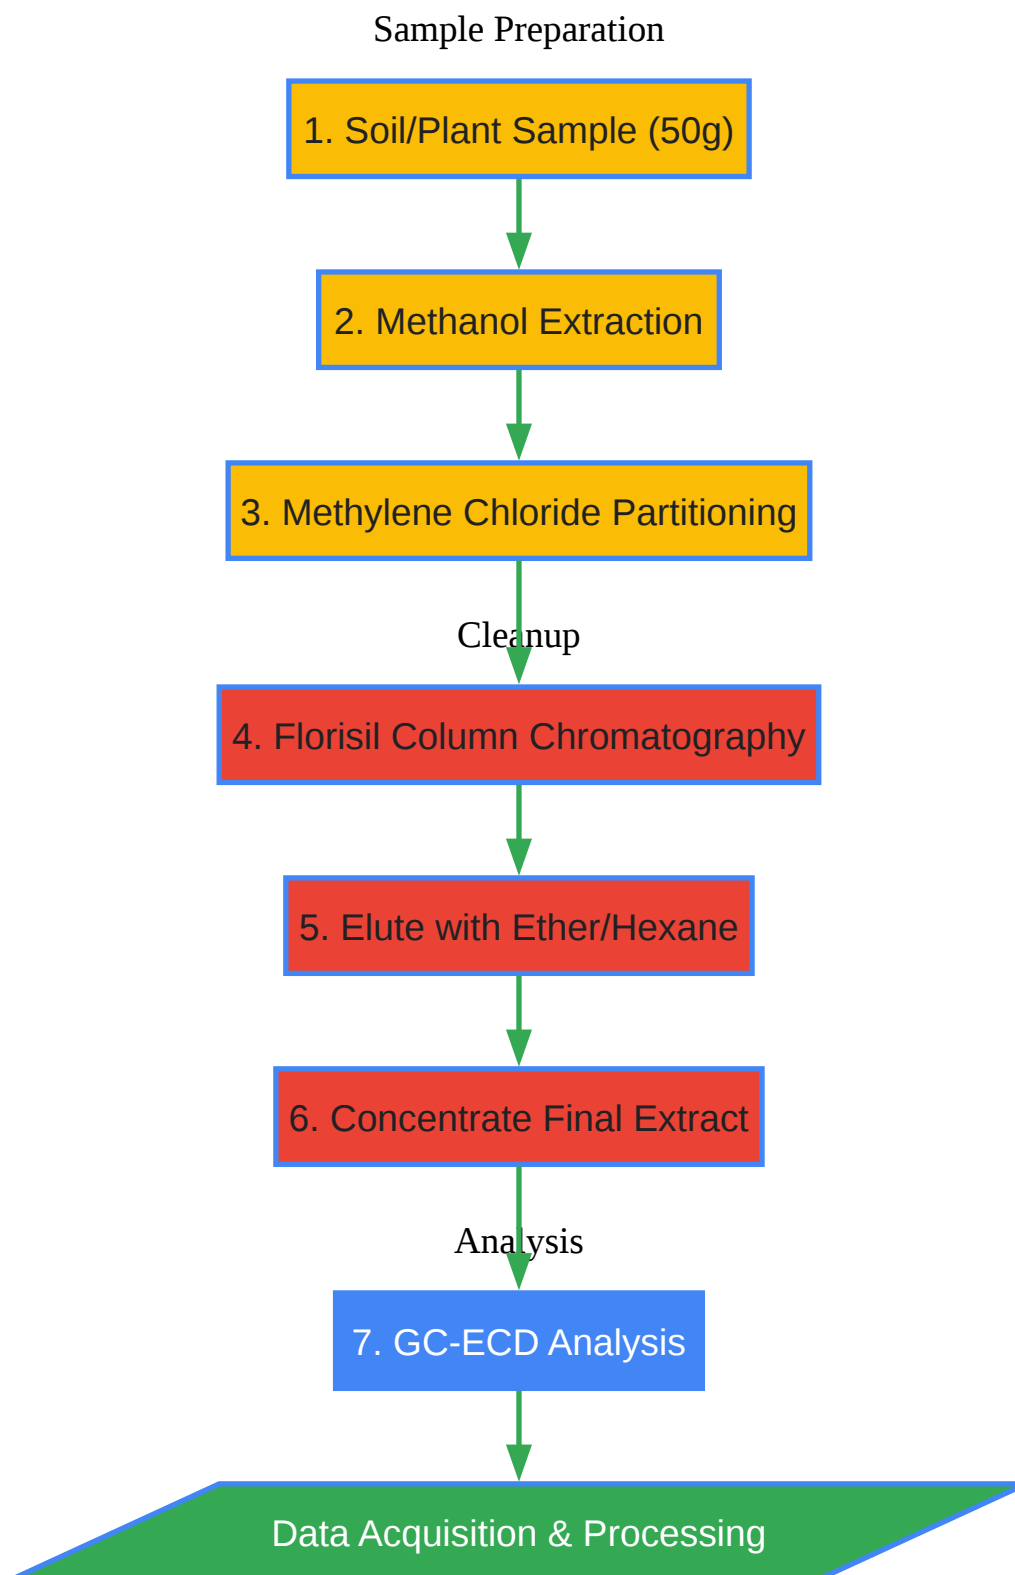 Sample Preparation
1. Soil/Plant Sample (50g)
2. Methanol Extraction
3. Methylene Chloride Partitioning
Cleanup
4. Florisil Column Chromatography
5. Elute with Ether/Hexane
6. Concentrate Final Extract
Analysis
7. GC-ECD Analysis
Data Acquisition & Processing